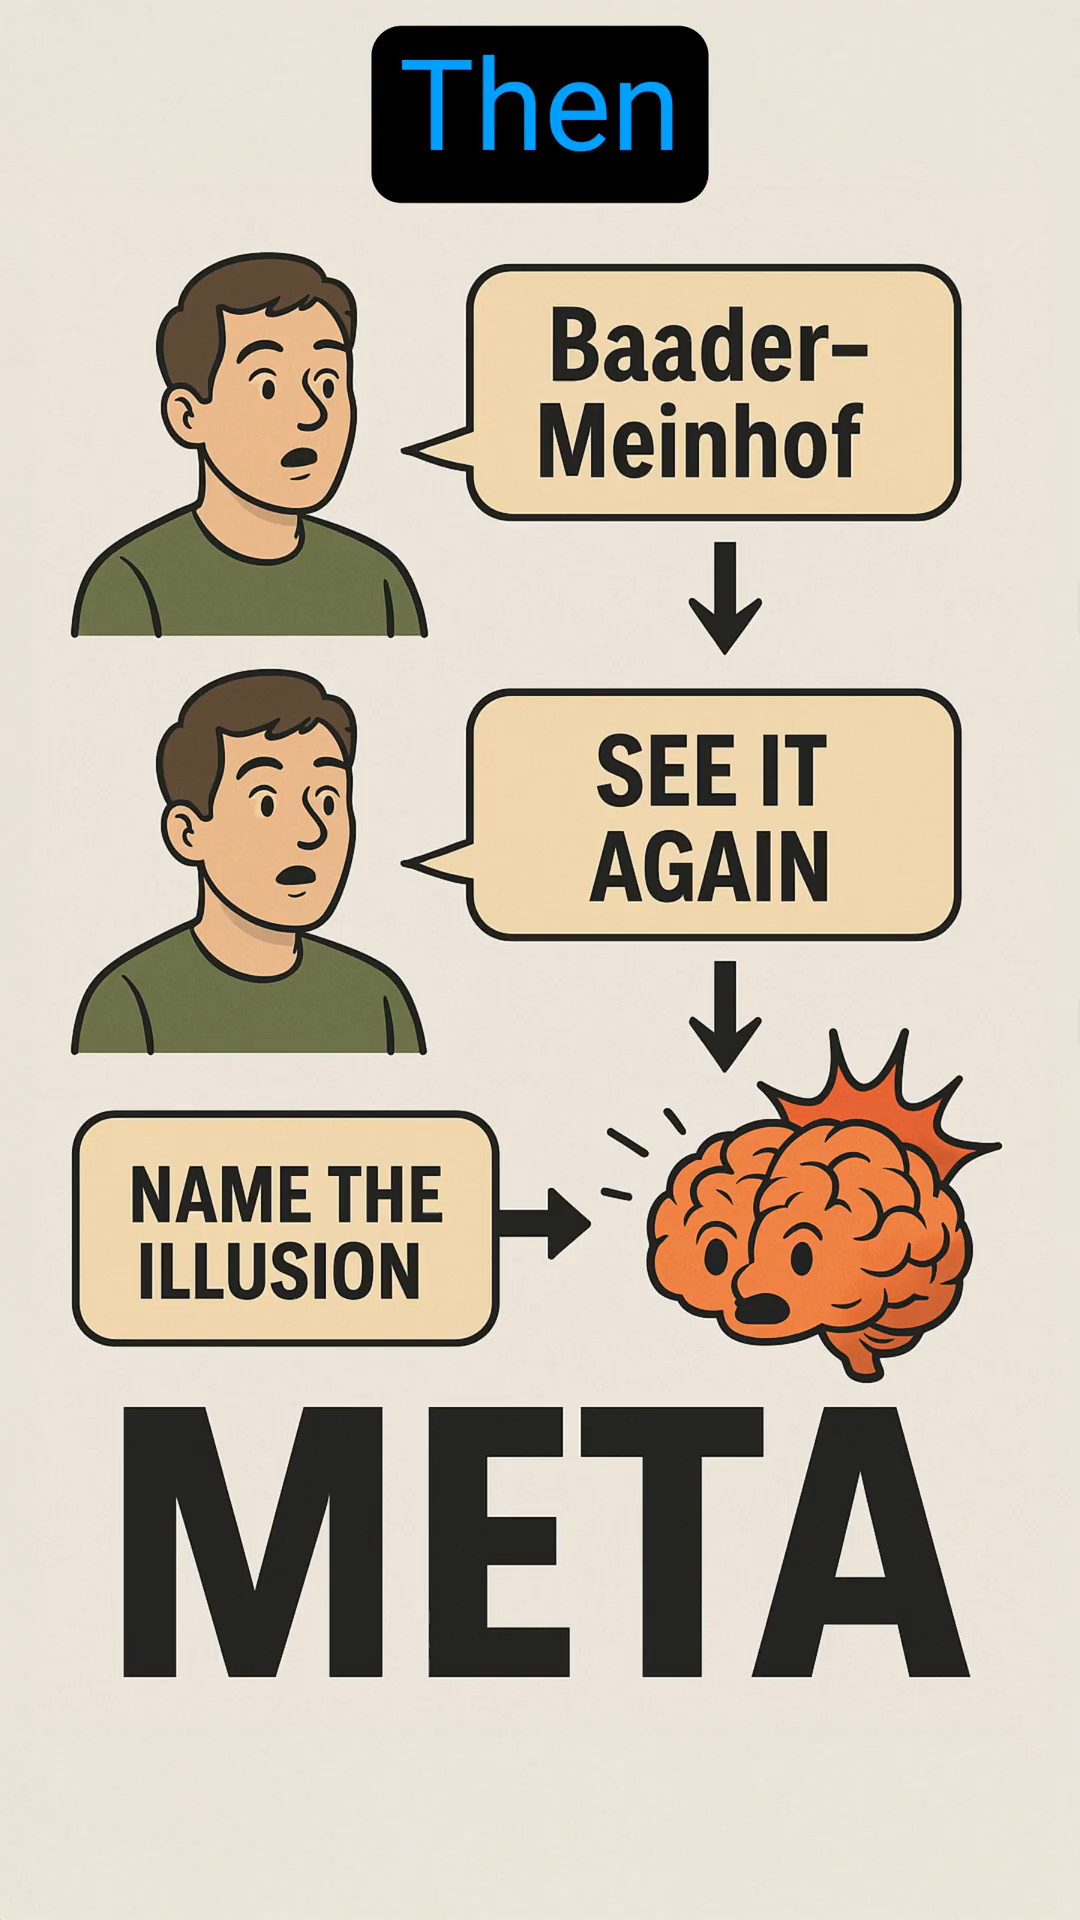 Then
Baader–
Meinhof
SEE IT
AGAIN
NAME THE
ILLUSION
META